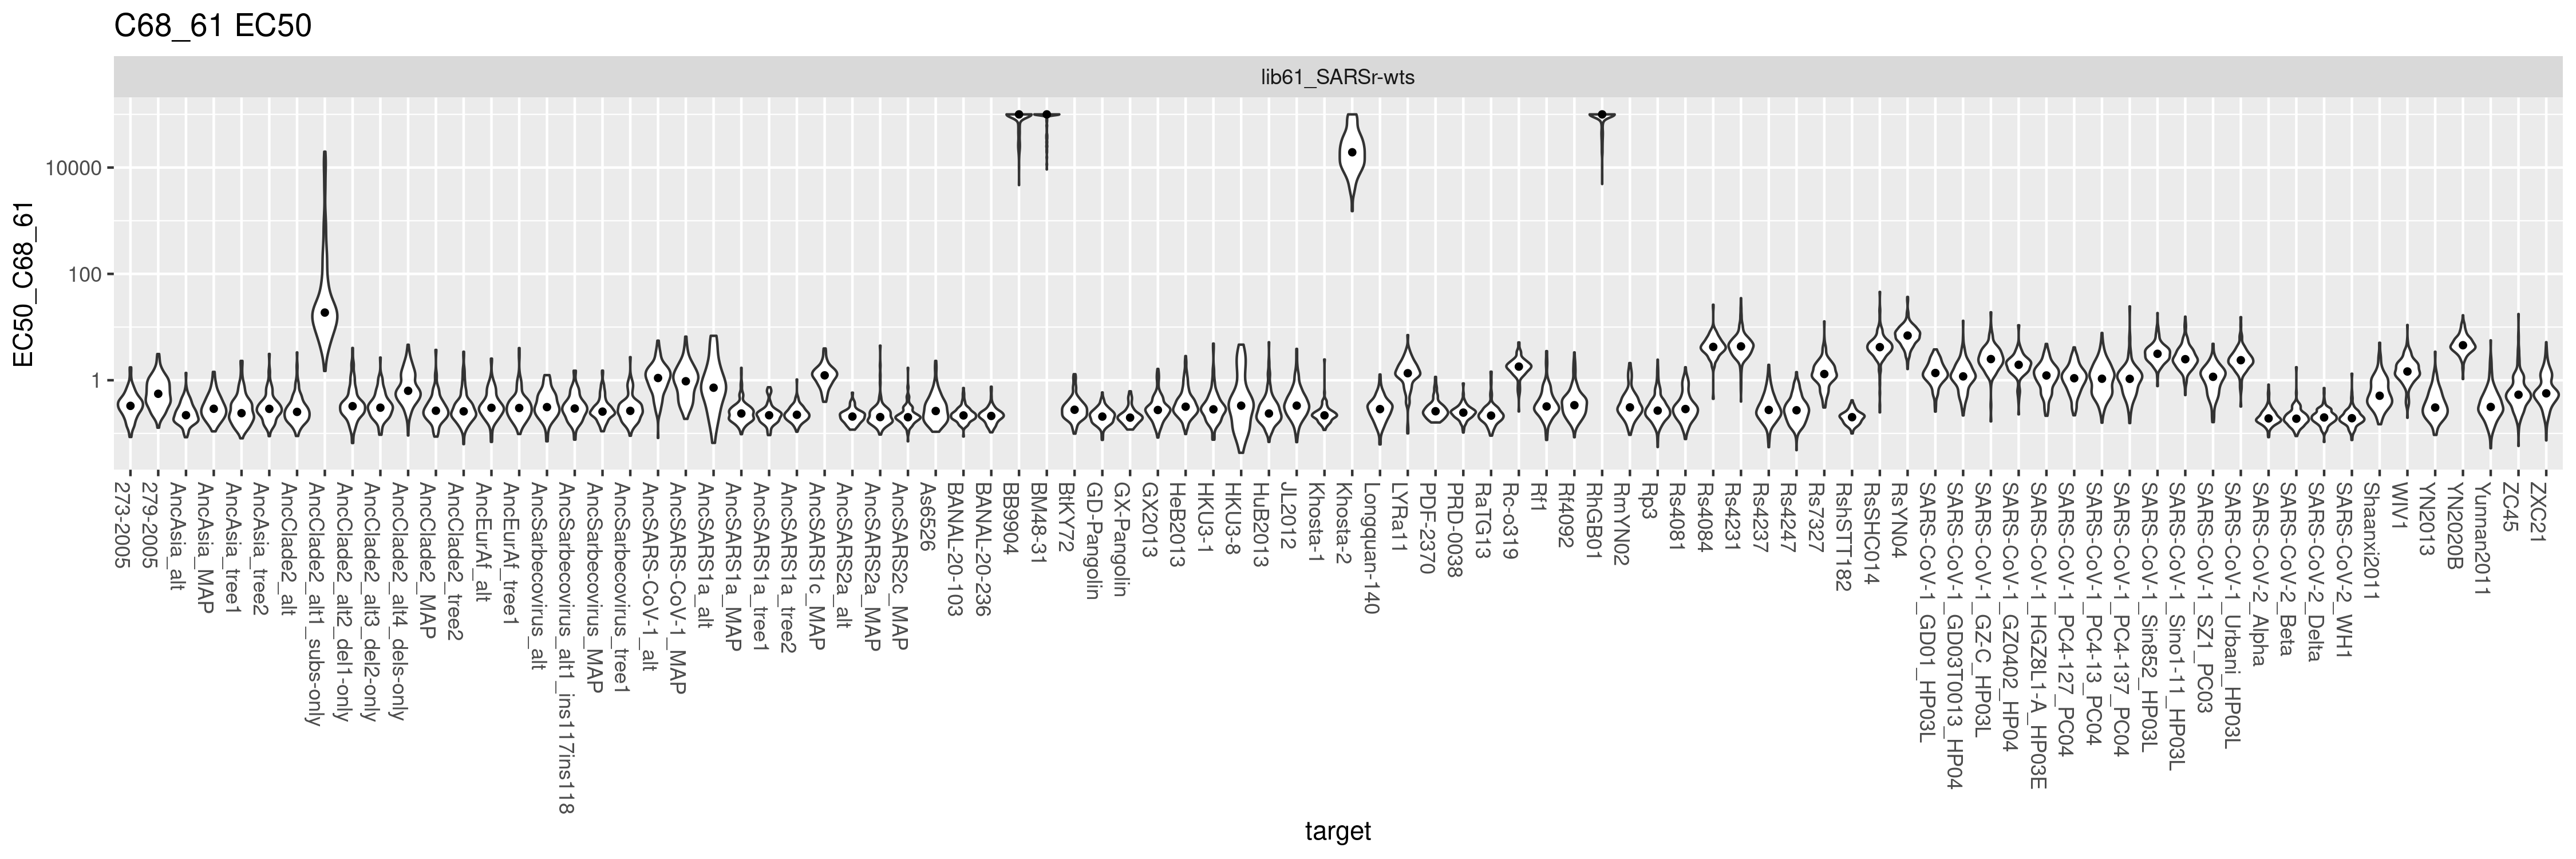 C68_61 EC50
lib61_SARSr-wts
EC50_C68_61
10000
100
1
273-2005
279-2005
AncAsia_alt
AncAsia_MAP
AncAsia_tree1
AncAsia_tree2
AncClade2_alt
AncClade2_alt1_subs-only
AncClade2_alt2_del1-only
AncClade2_alt3_del2-only
AncClade2_alt4_dels-only
AncClade2_MAP
AncClade2_tree2
AncEurAf_alt
AncEurAf_tree1
AncSarbecovirus_alt
AncSarbecovirus_alt1_ins117ins118
AncSarbecovirus_MAP
AncSarbecovirus_tree1
AncSARS-CoV-1_alt
AncSARS-CoV-1_MAP
AncSARS1a_alt
AncSARS1a_MAP
AncSARS1a_tree1
AncSARS1a_tree2
AncSARS1c_MAP
AncSARS2a_alt
AncSARS2a_MAP
AncSARS2c_MAP
As6526
BANAL-20-103
BANAL-20-236
BB9904
BM48-31
BtKY72
GD-Pangolin
GX-Pangolin
GX2013
HeB2013
HKU3-1
HKU3-8
HuB2013
JL2012
Khosta-1
Khosta-2
Longquan-140
LYRa11
PDF-2370
PRD-0038
RaTG13
Rc-o319
Rf1
Rf4092
RhGB01
RmYN02
Rp3
Rs4081
Rs4084
Rs4231
Rs4237
Rs4247
Rs7327
RshSTT182
RsSHC014
RsYN04
SARS-CoV-1_GD01_HP03L
SARS-CoV-1_GD03T0013_HP04
SARS-CoV-1_GZ-C_HP03L
SARS-CoV-1_GZ0402_HP04
SARS-CoV-1_HGZ8L1-A_HP03E
SARS-CoV-1_PC4-127_PC04
SARS-CoV-1_PC4-13_PC04
SARS-CoV-1_PC4-137_PC04
SARS-CoV-1_Sin852_HP03L
SARS-CoV-1_Sino1-11_HP03L
SARS-CoV-1_SZ1_PC03
SARS-CoV-1_Urbani_HP03L
SARS-CoV-2_Alpha
SARS-CoV-2_Beta
SARS-CoV-2_Delta
SARS-CoV-2_WH1
Shaanxi2011
WIV1
YN2013
YN2020B
Yunnan2011
ZC45
ZXC21
target